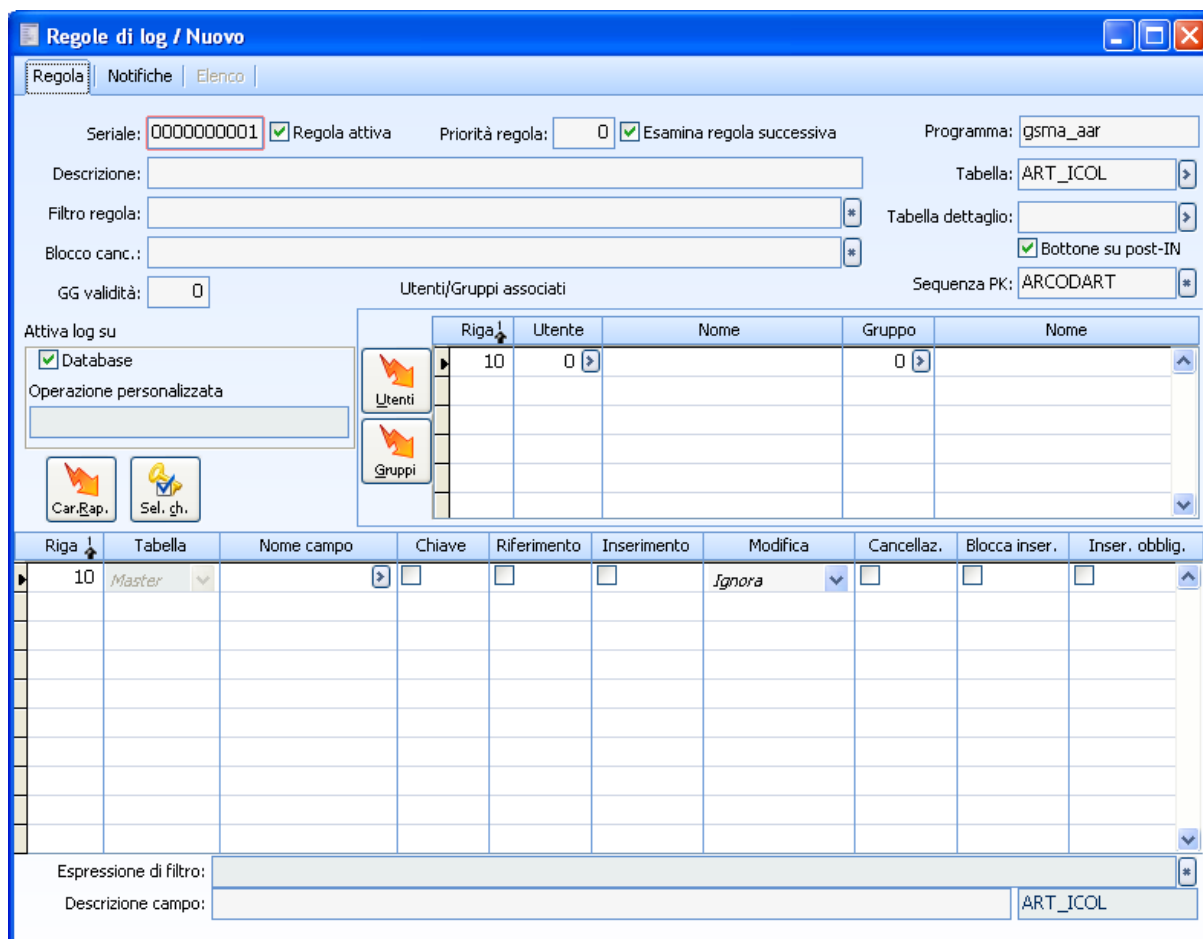 Regole di log / Nuovo
Regola Notifiche Elenco
Seriale: 0000000001 Regola attiva Priorità regola: 0 Esamina regola successiva Programma: gsma_aar
Descrizione: Tabella: ART_ICOL
Filtro regola: Tabella dettaglio:
Blocco canc.: Bottone su post-IN
GG validità: 0 Utenti/Gruppi associati Sequenza PK: ARCODART
Attiva log su
Riga 1 Utente Nome Gruppo Nome
Database 10 0 0
Operazione personalizzata
Utenti
Gruppi
Car.Rap. Sel. ch.
Riga 1 Tabella Nome campo Chiave Riferimento Inserimento Modifica Cancellaz. Blocca inser. Inser. obblig.
10 Master Ignora
Espressione di filtro:
Descrizione campo: ART_ICOL